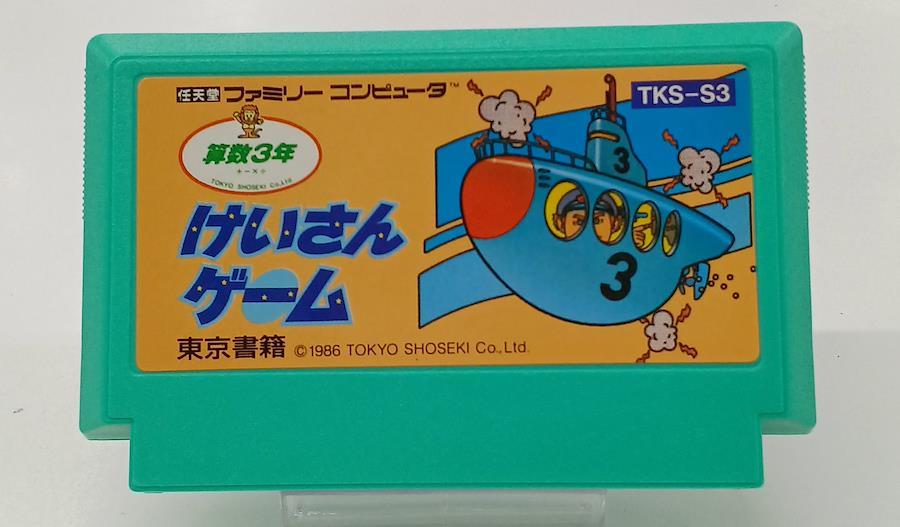 任天堂 ファミリー コンピュータ™
TKS-S3
算数3年
+-×÷
TOKYO SHOSEKI Co.,Ltd.
けいさん
ゲーム
東京書籍 ©1986 TOKYO SHOSEKI Co.,Ltd.
3
3